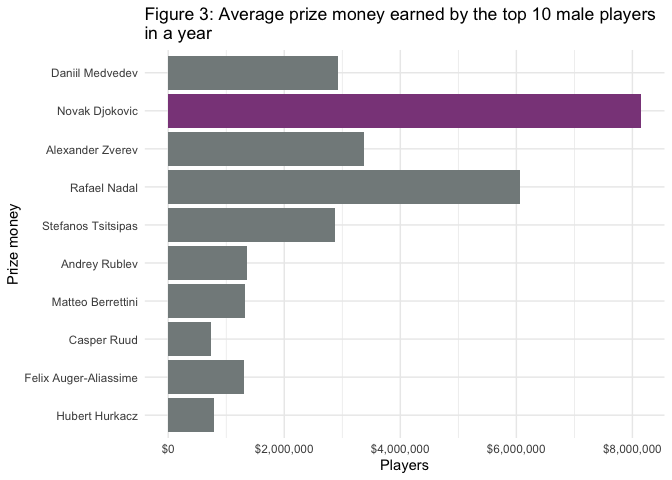 Figure 3: Average prize money earned by the top 10 male players
in a year
Prize money
Daniil Medvedev
Novak Djokovic
Alexander Zverev
Rafael Nadal
Stefanos Tsitsipas
Andrey Rublev
Matteo Berrettini
Casper Ruud
Felix Auger-Aliassime
Hubert Hurkacz
$0 $2,000,000 $4,000,000 $6,000,000 $8,000,000
Players